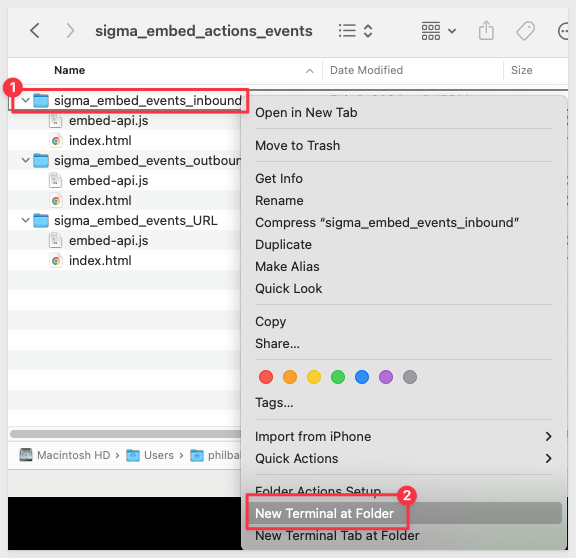 sigma_embed_actions_events
Name
Date Modified
Size
1
sigma_embed_events_inbound
embed-api.js
index.html
sigma_embed_events_outboun
embed-api.js
index.html
sigma_embed_events_URL
embed-api.js
index.html
Macintosh HD
Users
philbal
Open in New Tab
Move to Trash
Get Info
Rename
Compress “sigma_embed_events_inbound”
Duplicate
Make Alias
Quick Look
Copy
Share...
Tags...
Import from iPhone
Quick Actions
Folder Actions Setup
2
New Terminal at Folder
New Terminal Tab at Folder